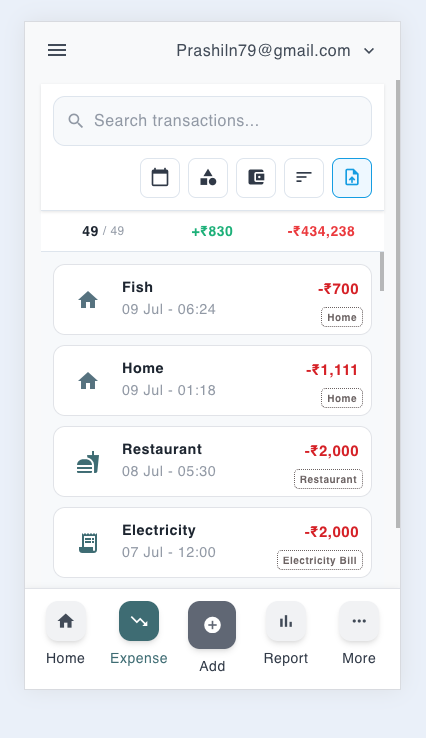 Prashiln79@gmail.com
Search transactions...
49 / 49 +₹830 -₹434,238
Fish -₹700
09 Jul - 06:24 Home
Home -₹1,111
09 Jul - 01:18 Home
Restaurant -₹2,000
08 Jul - 05:30 Restaurant
Electricity -₹2,000
07 Jul - 12:00 Electricity Bill
Home Expense Add Report More